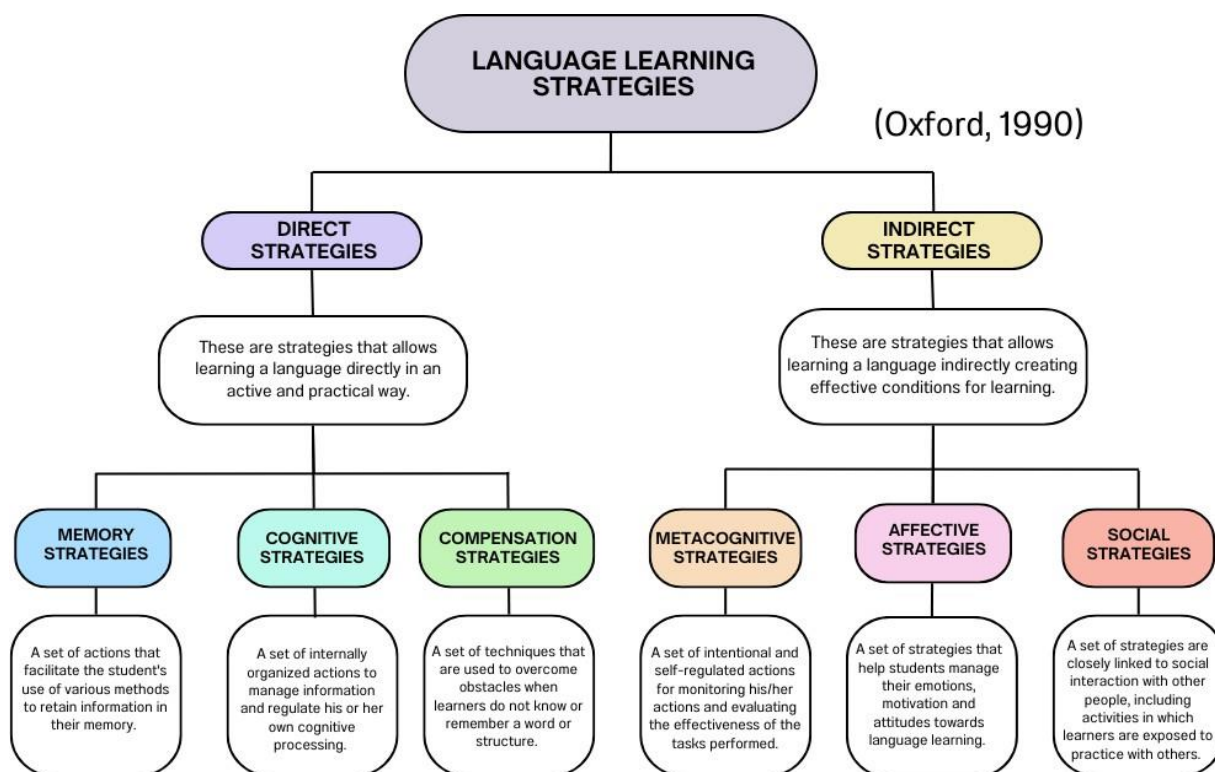 LANGUAGE LEARNING
STRATEGIES
(Oxford, 1990)
DIRECT
STRATEGIES
These are strategies that allows
learning a language directly in an
active and practical way.
MEMORY
STRATEGIES
A set of actions that
facilitate the student's
use of various methods
to retain information in
their memory.
COGNITIVE
STRATEGIES
A set of internally
organized actions to
manage information
and regulate his or her
own cognitive
processing.
COMPENSATION
STRATEGIES
A set of techniques that
are used to overcome
obstacles when
learners do not know or
remember a word or
structure.
INDIRECT
STRATEGIES
These are strategies that allows
learning a language indirectly creating
effective conditions for learning.
METACOGNITIVE
STRATEGIES
A set of intentional and
self-regulated actions
for monitoring his/her
actions and evaluating
the effectiveness of the
tasks performed.
AFFECTIVE
STRATEGIES
A set of strategies that
help students manage
their emotions,
motivation and
attitudes towards
language learning.
SOCIAL
STRATEGIES
A set of strategies are
closely linked to social
interaction with other
people, including
activities in which
learners are exposed to
practice with others.